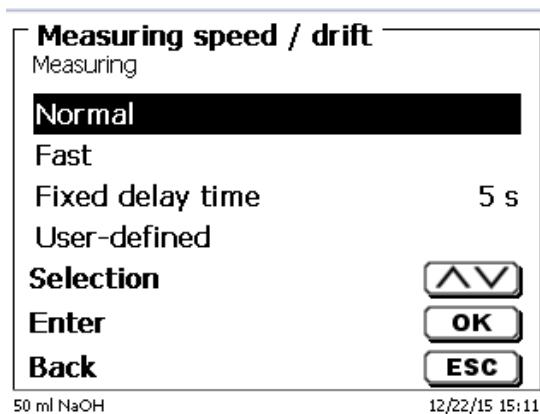 Measuring speed / drift
Measuring
Normal
Fast
Fixed delay time 5 s
User-defined
Selection
Enter OK
Back ESC
50 ml NaOH 12/22/15 15:11